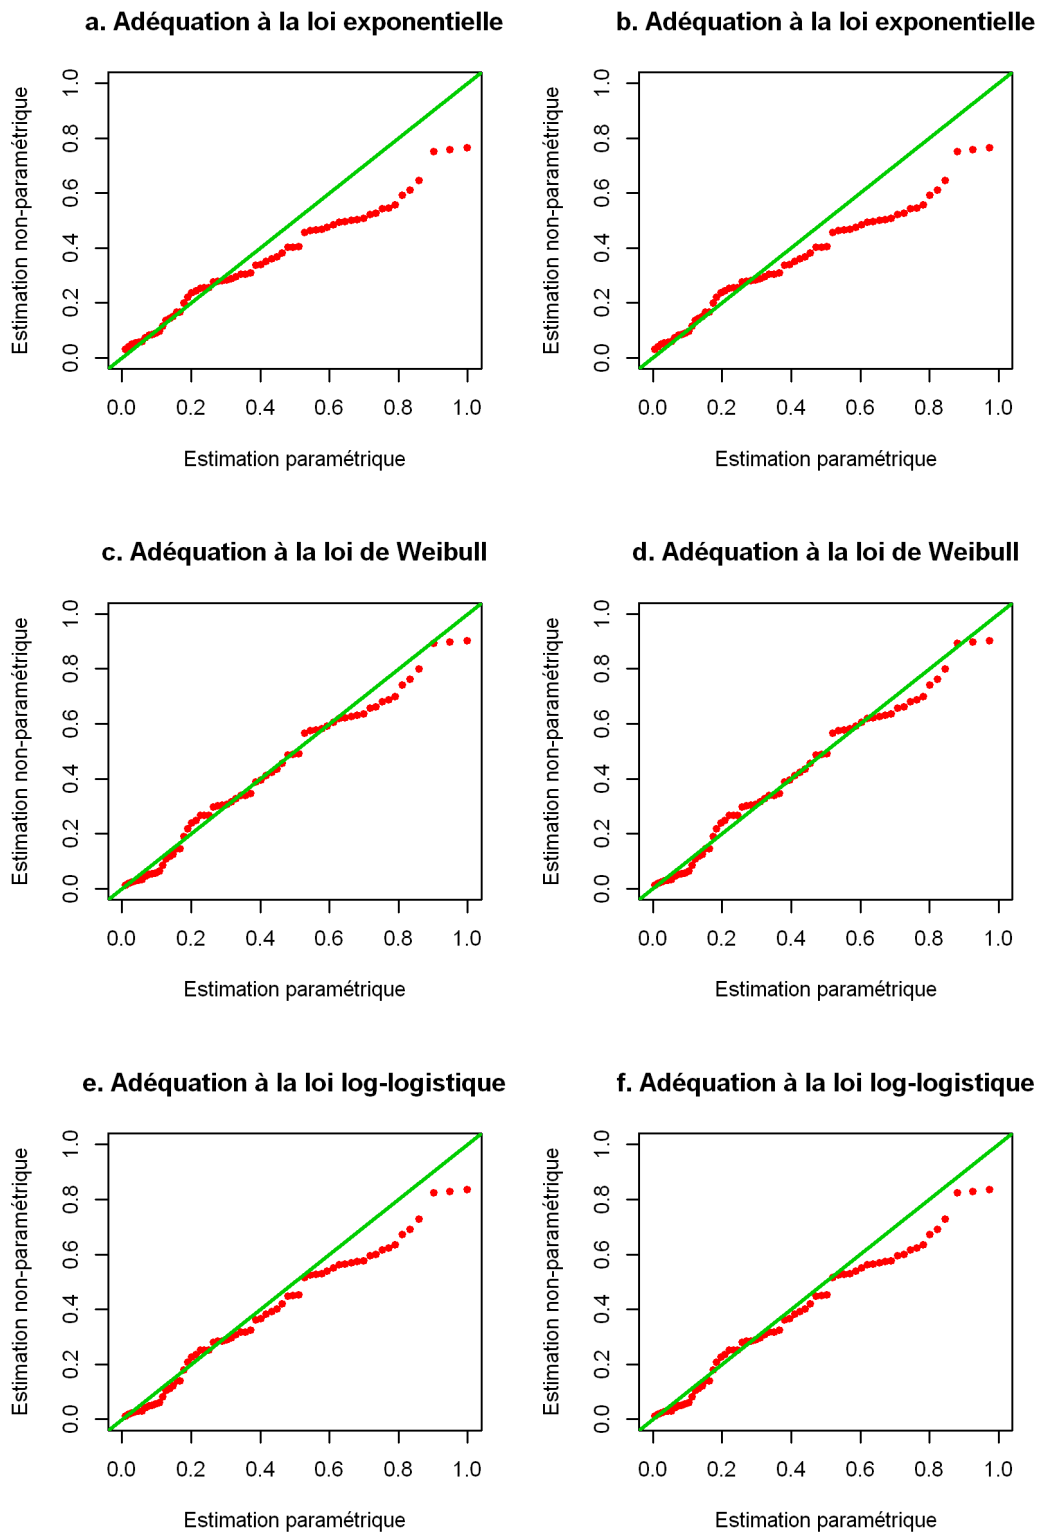 a. Adéquation à la loi exponentielle
Estimation non-paramétrique
1.0
0.8
0.6
0.4
0.2
0.0
0.0 0.2 0.4 0.6 0.8 1.0
Estimation paramétrique
b. Adéquation à la loi exponentielle
Estimation non-paramétrique
1.0
0.8
0.6
0.4
0.2
0.0
0.0 0.2 0.4 0.6 0.8 1.0
Estimation paramétrique
c. Adéquation à la loi de Weibull
Estimation non-paramétrique
1.0
0.8
0.6
0.4
0.2
0.0
0.0 0.2 0.4 0.6 0.8 1.0
Estimation paramétrique
d. Adéquation à la loi de Weibull
Estimation non-paramétrique
1.0
0.8
0.6
0.4
0.2
0.0
0.0 0.2 0.4 0.6 0.8 1.0
Estimation paramétrique
e. Adéquation à la loi log-logistique
Estimation non-paramétrique
1.0
0.8
0.6
0.4
0.2
0.0
0.0 0.2 0.4 0.6 0.8 1.0
Estimation paramétrique
f. Adéquation à la loi log-logistique
Estimation non-paramétrique
1.0
0.8
0.6
0.4
0.2
0.0
0.0 0.2 0.4 0.6 0.8 1.0
Estimation paramétrique